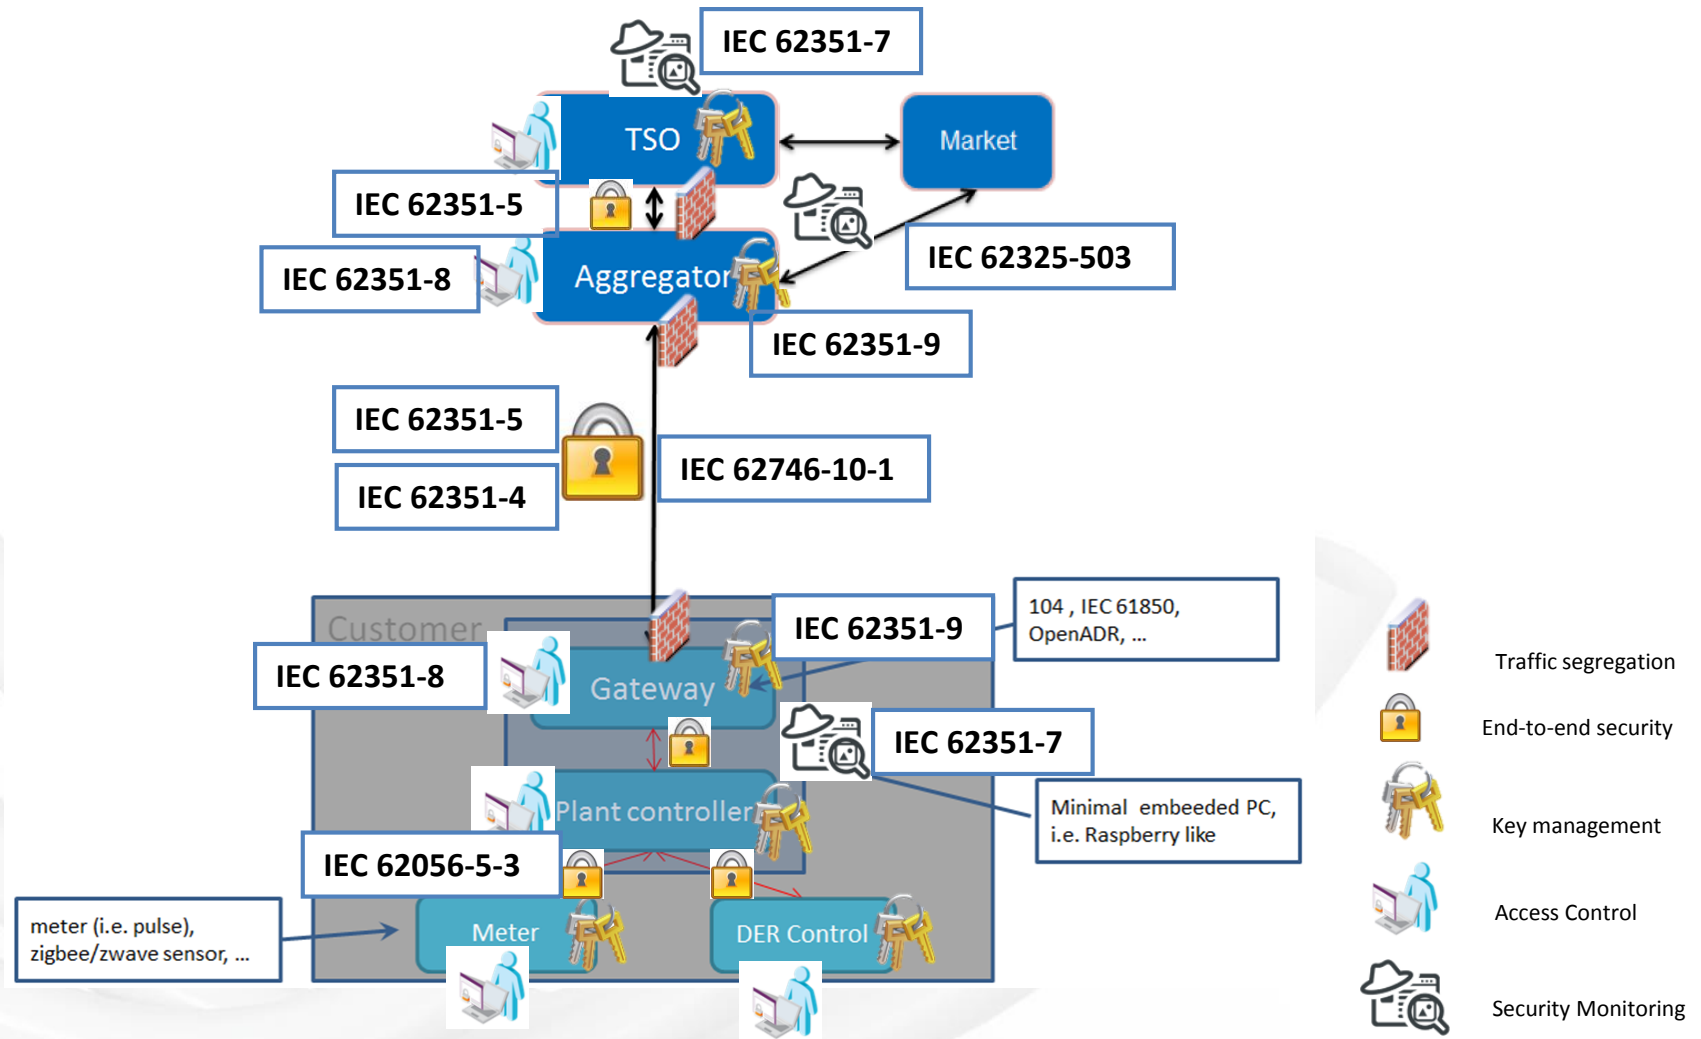 IEC 62351-7
TSO
Market
IEC 62351-5
IEC 62325-503
IEC 62351-8
Aggregator
IEC 62351-9
IEC 62351-5
IEC 62746-10-1
IEC 62351-4
Customer
IEC 62351-9
104 , IEC 61850,
OpenADR, ...
IEC 62351-8
Gateway
IEC 62351-7
Plant controller
Minimal embeeded PC,
i.e. Raspberry like
IEC 62056-5-3
meter (i.e. pulse),
zigbee/zwave sensor, ...
Meter
DER Control
Traffic segregation
End-to-end security
Key management
Access Control
Security Monitoring